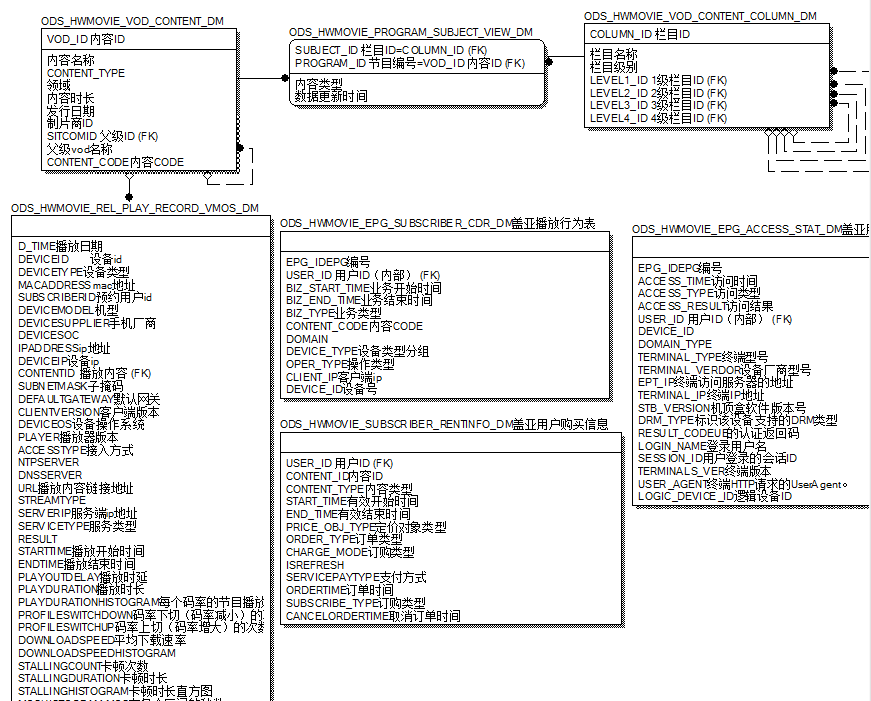 ODS_HWMOVIE_VOD_CONTENT_DM
VOD_ID 内容ID
内容名称
CONTENT_TYPE
领域
内容时长
发行日期
制片商ID
SITCOMID 父级ID (FK)
父级vod名称
CONTENT_CODE内容CODE
ODS_HWMOVIE_PROGRAM_SUBJECT_VIEW_DM
SUBJECT_ID 栏目ID=COLUMN_ID (FK)
PROGRAM_ID 节目编号=VOD_ID 内容ID (FK)
内容类型
数据更新时间
ODS_HWMOVIE_VOD_CONTENT_COLUMN_DM
COLUMN_ID 栏目ID
栏目名称
栏目级别
LEVEL1_ID 1级栏目ID (FK)
LEVEL2_ID 2级栏目ID (FK)
LEVEL3_ID 3级栏目ID (FK)
LEVEL4_ID 4级栏目ID (FK)
ODS_HWMOVIE_REL_PLAY_RECORD_VMOS_DM
D_TIME播放日期
DEVICEID 设备id
DEVICETYPE设备类型
MACADDRESS mac地址
SUBSCRIBERID预约用户id
DEVICEMODEL机型
DEVICESUPPLIER手机厂商
DEVICESOC
IPADDRESSip地址
DEVICEIP设备ip
CONTENTID 播放内容 (FK)
SUBNETMASK子掩码
DEFAULTGATEWAY默认网关
CLIENTVERSION客户端版本
DEVICEOS设备操作系统
PLAYER播放器版本
ACCESSTYPE接入方式
NTPSERVER
DNSSERVER
URL播放内容链接地址
STREAMTYPE
SERVERIP服务端ip地址
SERVICETYPE服务类型
RESULT
STARTTIME播放开始时间
ENDTIME播放结束时间
PLAYOUTDELAY播放时延
PLAYDURATION播放时长
PLAYDURATIONHISTOGRAM每个码率的节目播放
PROFILESWITCHDOWN码率下切（码率减小）的
PROFILESWITCHUP码率上切（码率增大）的次数
DOWNLOADSPEED平均下载速率
DOWNLOADSPEEDHISTOGRAM
STALLINGCOUNT卡顿次数
STALLINGDURATION卡顿时长
STALLINGHISTOGRAM卡顿时长直方图
ODS_HWMOVIE_EPG_SUBSCRIBER_CDR_DM盖亚播放行为表
EPG_IDEPG编号
USER_ID 用户ID（内部） (FK)
BIZ_START_TIME业务开始时间
BIZ_END_TIME业务结束时间
BIZ_TYPE业务类型
CONTENT_CODE内容CODE
DOMAIN
DEVICE_TYPE设备类型分组
OPER_TYPE操作类型
CLIENT_IP客户端ip
DEVICE_ID设备号
ODS_HWMOVIE_SUBSCRIBER_RENTINFO_DM盖亚用户购买信息
USER_ID 用户ID (FK)
CONTENT_ID内容ID
CONTENT_TYPE内容类型
START_TIME有效开始时间
END_TIME有效结束时间
PRICE_OBJ_TYPE定价对象类型
ORDER_TYPE订单类型
CHARGE_MODE订购类型
ISREFRESH
SERVICEPAYTYPE支付方式
ORDERTIME订单时间
SUBSCRIBE_TYPE订购类型
CANCELORDERTIME取消订单时间
ODS_HWMOVIE_EPG_ACCESS_STAT_DM盖亚
EPG_IDEPG编号
ACCESS_TIME访问时间
ACCESS_TYPE访问类型
ACCESS_RESULT访问结果
USER_ID 用户ID（内部） (FK)
DEVICE_ID
DOMAIN_TYPE
TERMINAL_TYPE终端型号
TERMINAL_VERDOR设备厂商型号
EPT_IP终端访问服务器的地址
TERMINAL_IP终端IP地址
STB_VERSION机顶盒软件版本号
DRM_TYPE标识该设备支持的DRM类型
RESULT_CODEUE的认证返回码
LOGIN_NAME登录用户名
SESSION_ID用户登录的会话ID
TERMINALS_VER终端版本
USER_AGENT终端HTTP请求的UserAgent。
LOGIC_DEVICE_ID逻辑设备ID